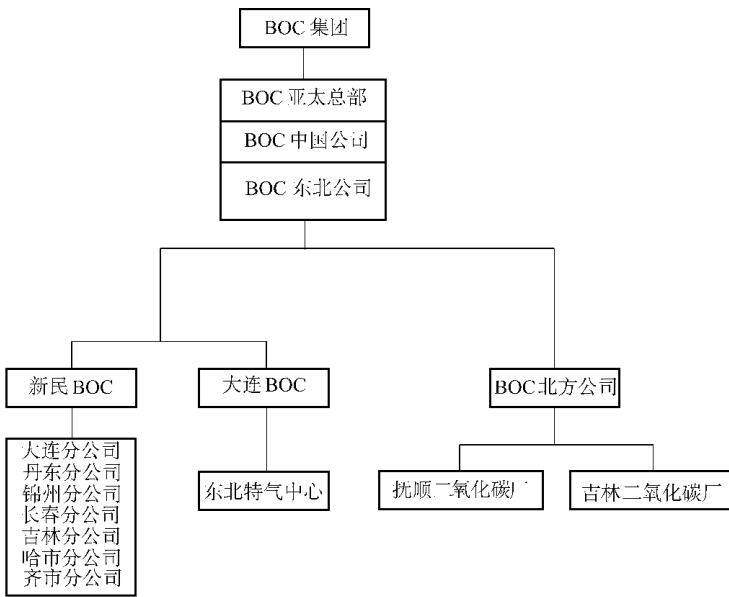 BOC 集团
BOC 亚太总部
BOC 中国公司
BOC 东北公司
新民 BOC
大连 BOC
BOC 北方公司
大连分公司
丹东分公司
锦州分公司
长春分公司
吉林分公司
哈市分公司
齐市分公司
东北特气中心
抚顺二氧化碳厂
吉林二氧化碳厂